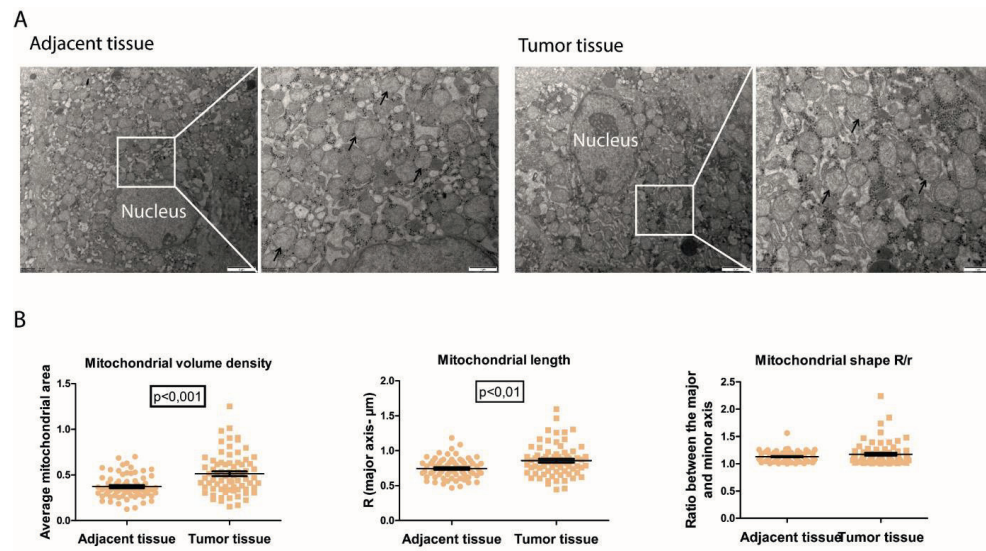 A
Adjacent tissue
Tumor tissue
Nucleus
Nucleus
B
Mitochondrial volume density
p<0,001
Average mitochondrial area
1.5
1.0
0.5
0.0
Adjacent tissue
Tumor tissue
Mitochondrial length
p<0,01
R (major axis- µm)
2.0
1.5
1.0
0.5
0.0
Adjacent tissue
Tumor tissue
Mitochondrial shape R/r
Ratio between the major
and minor axis
2.5
2.0
1.5
1.0
0.5
0.0
Adjacent tissue
Tumor tissue